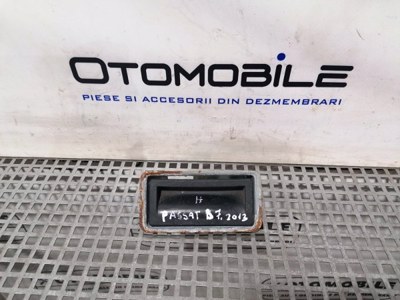 OTOMOBILE
PIESE SI ACCESORII DIN DEZMEMBRARI
H
PASSAT B7. 2013